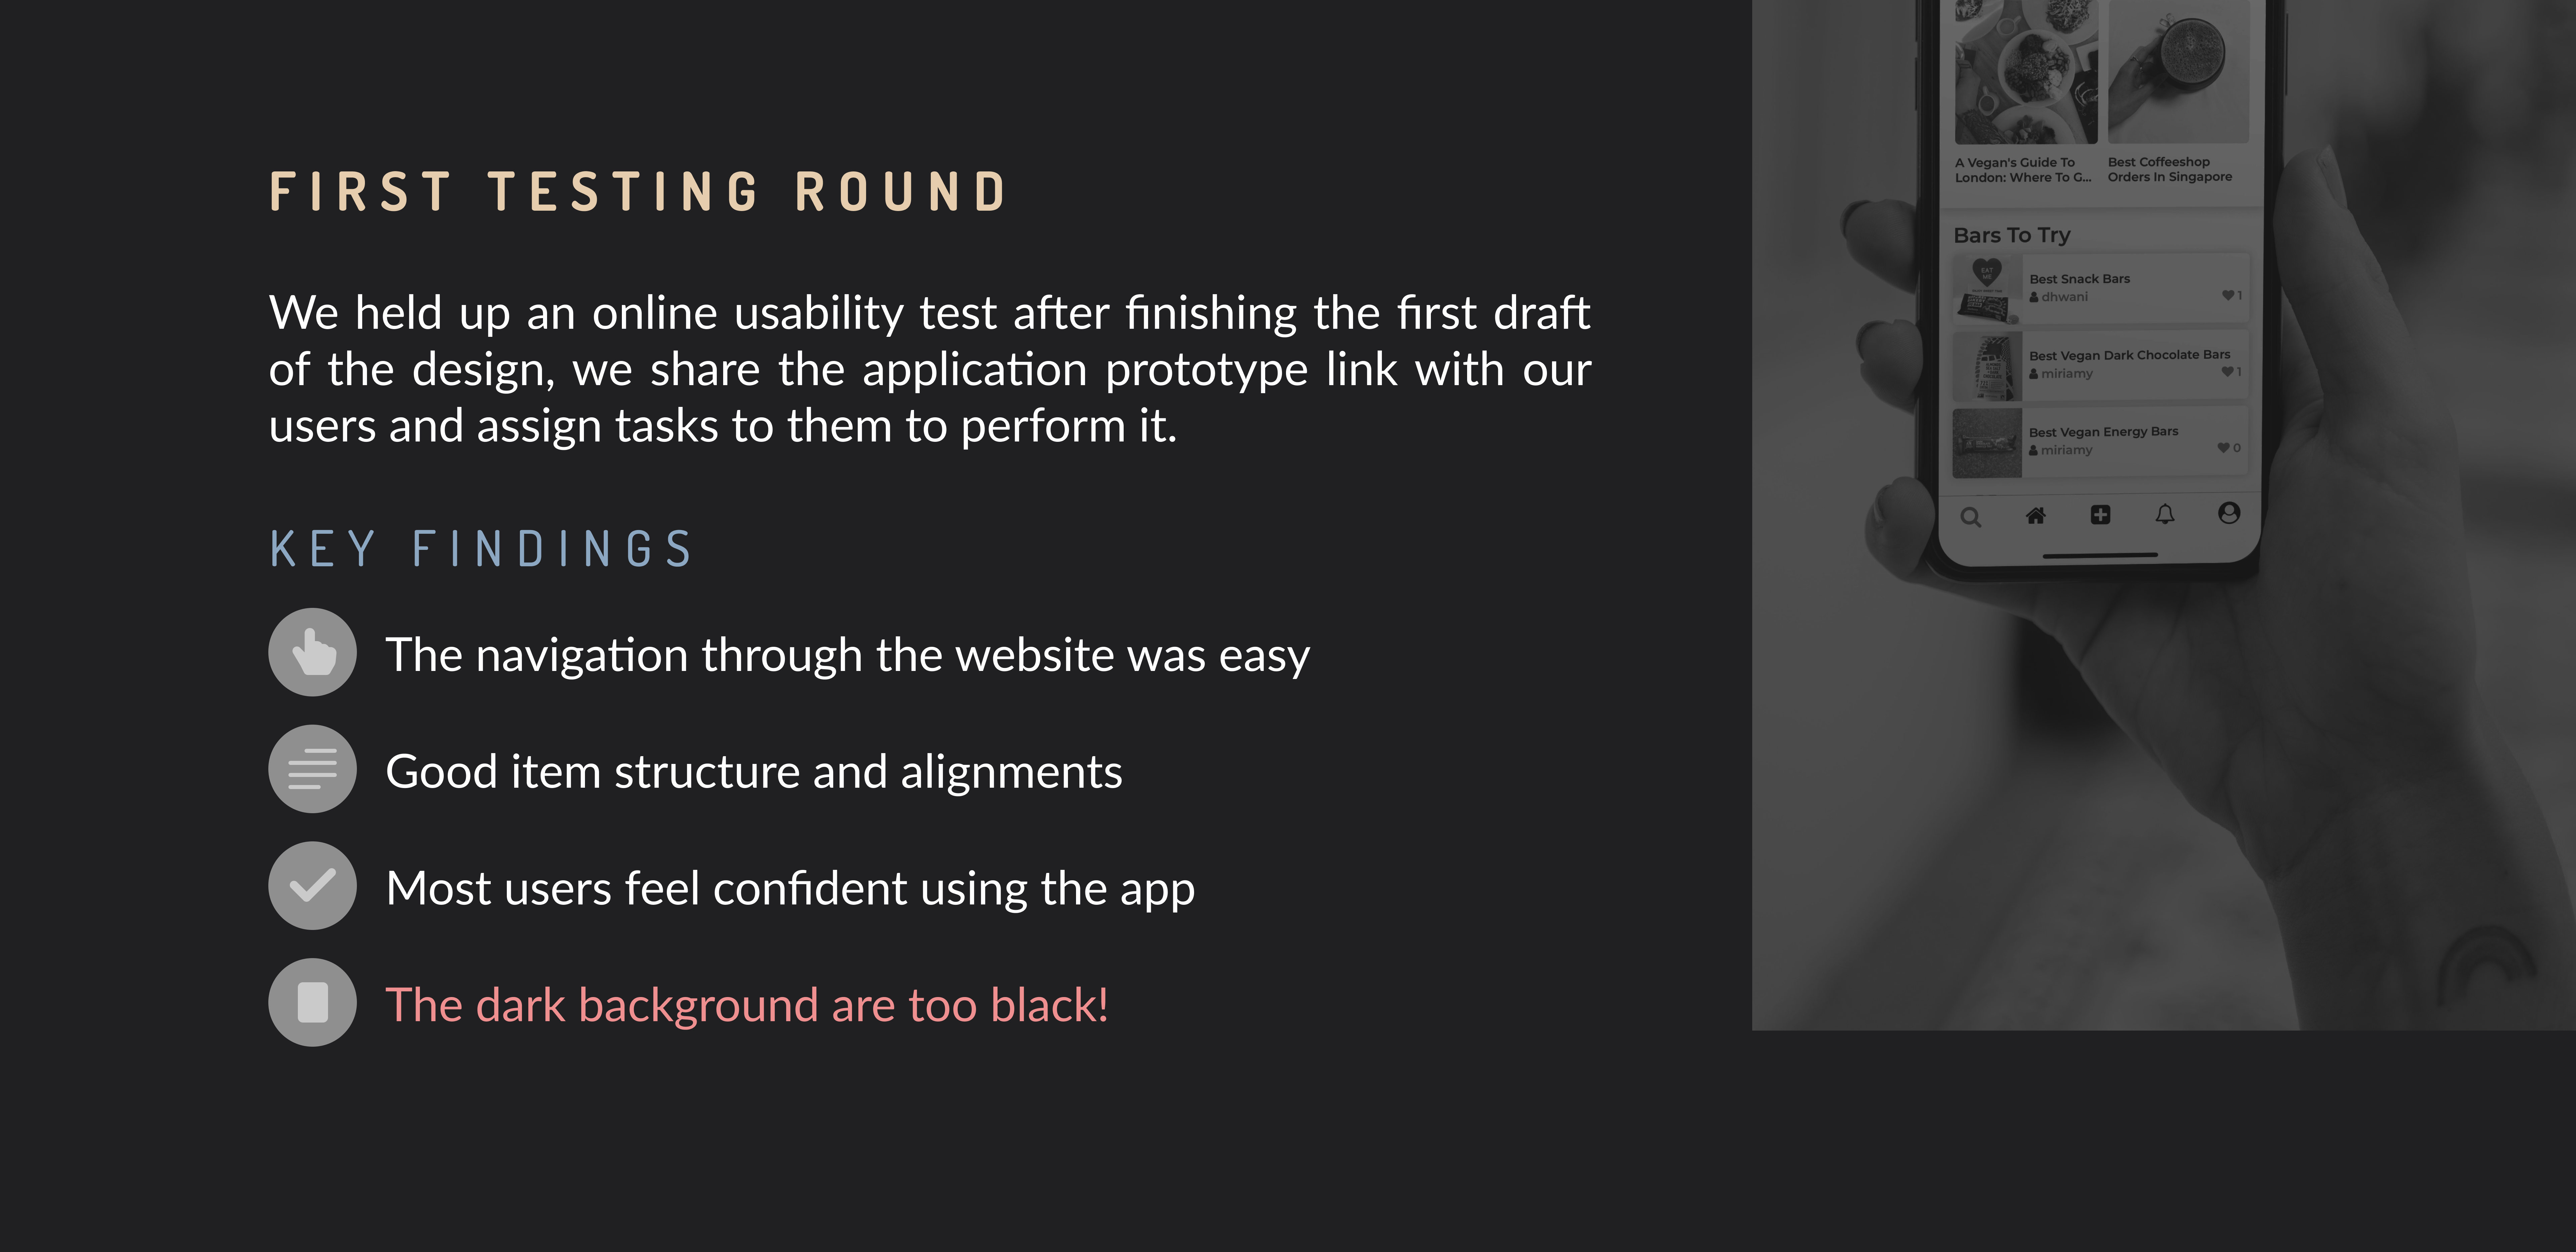 FIRST TESTING ROUND
We held up an online usability test after finishing the first draft
of the design, we share the application prototype link with our
users and assign tasks to them to perform it.
KEY FINDINGS
The navigation through the website was easy
Good item structure and alignments
Most users feel confident using the app
The dark background are too black!
A Vegan's Guide To
London: Where To G...
Best Coffeeshop
Orders In Singapore
Bars To Try
EAT
ME
Best Snack Bars
dhwani
1
Best Vegan Dark Chocolate Bars
miriamy
1
Best Vegan Energy Bars
miriamy
0